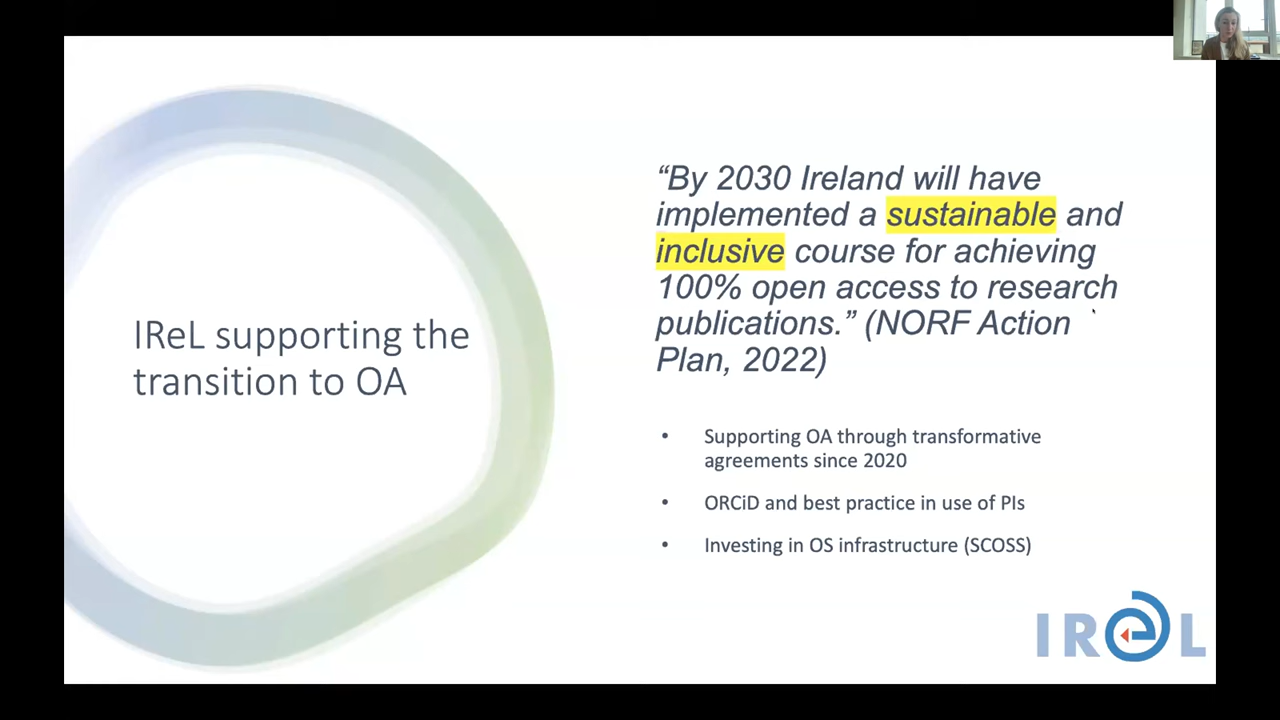 IReL supporting the
transition to OA
“By 2030 Ireland will have
implemented a sustainable and
inclusive course for achieving
100% open access to research
publications.” (NORF Action
Plan, 2022)
• Supporting OA through transformative
agreements since 2020
• ORCiD and best practice in use of PIs
• Investing in OS infrastructure (SCOSS)
IReL